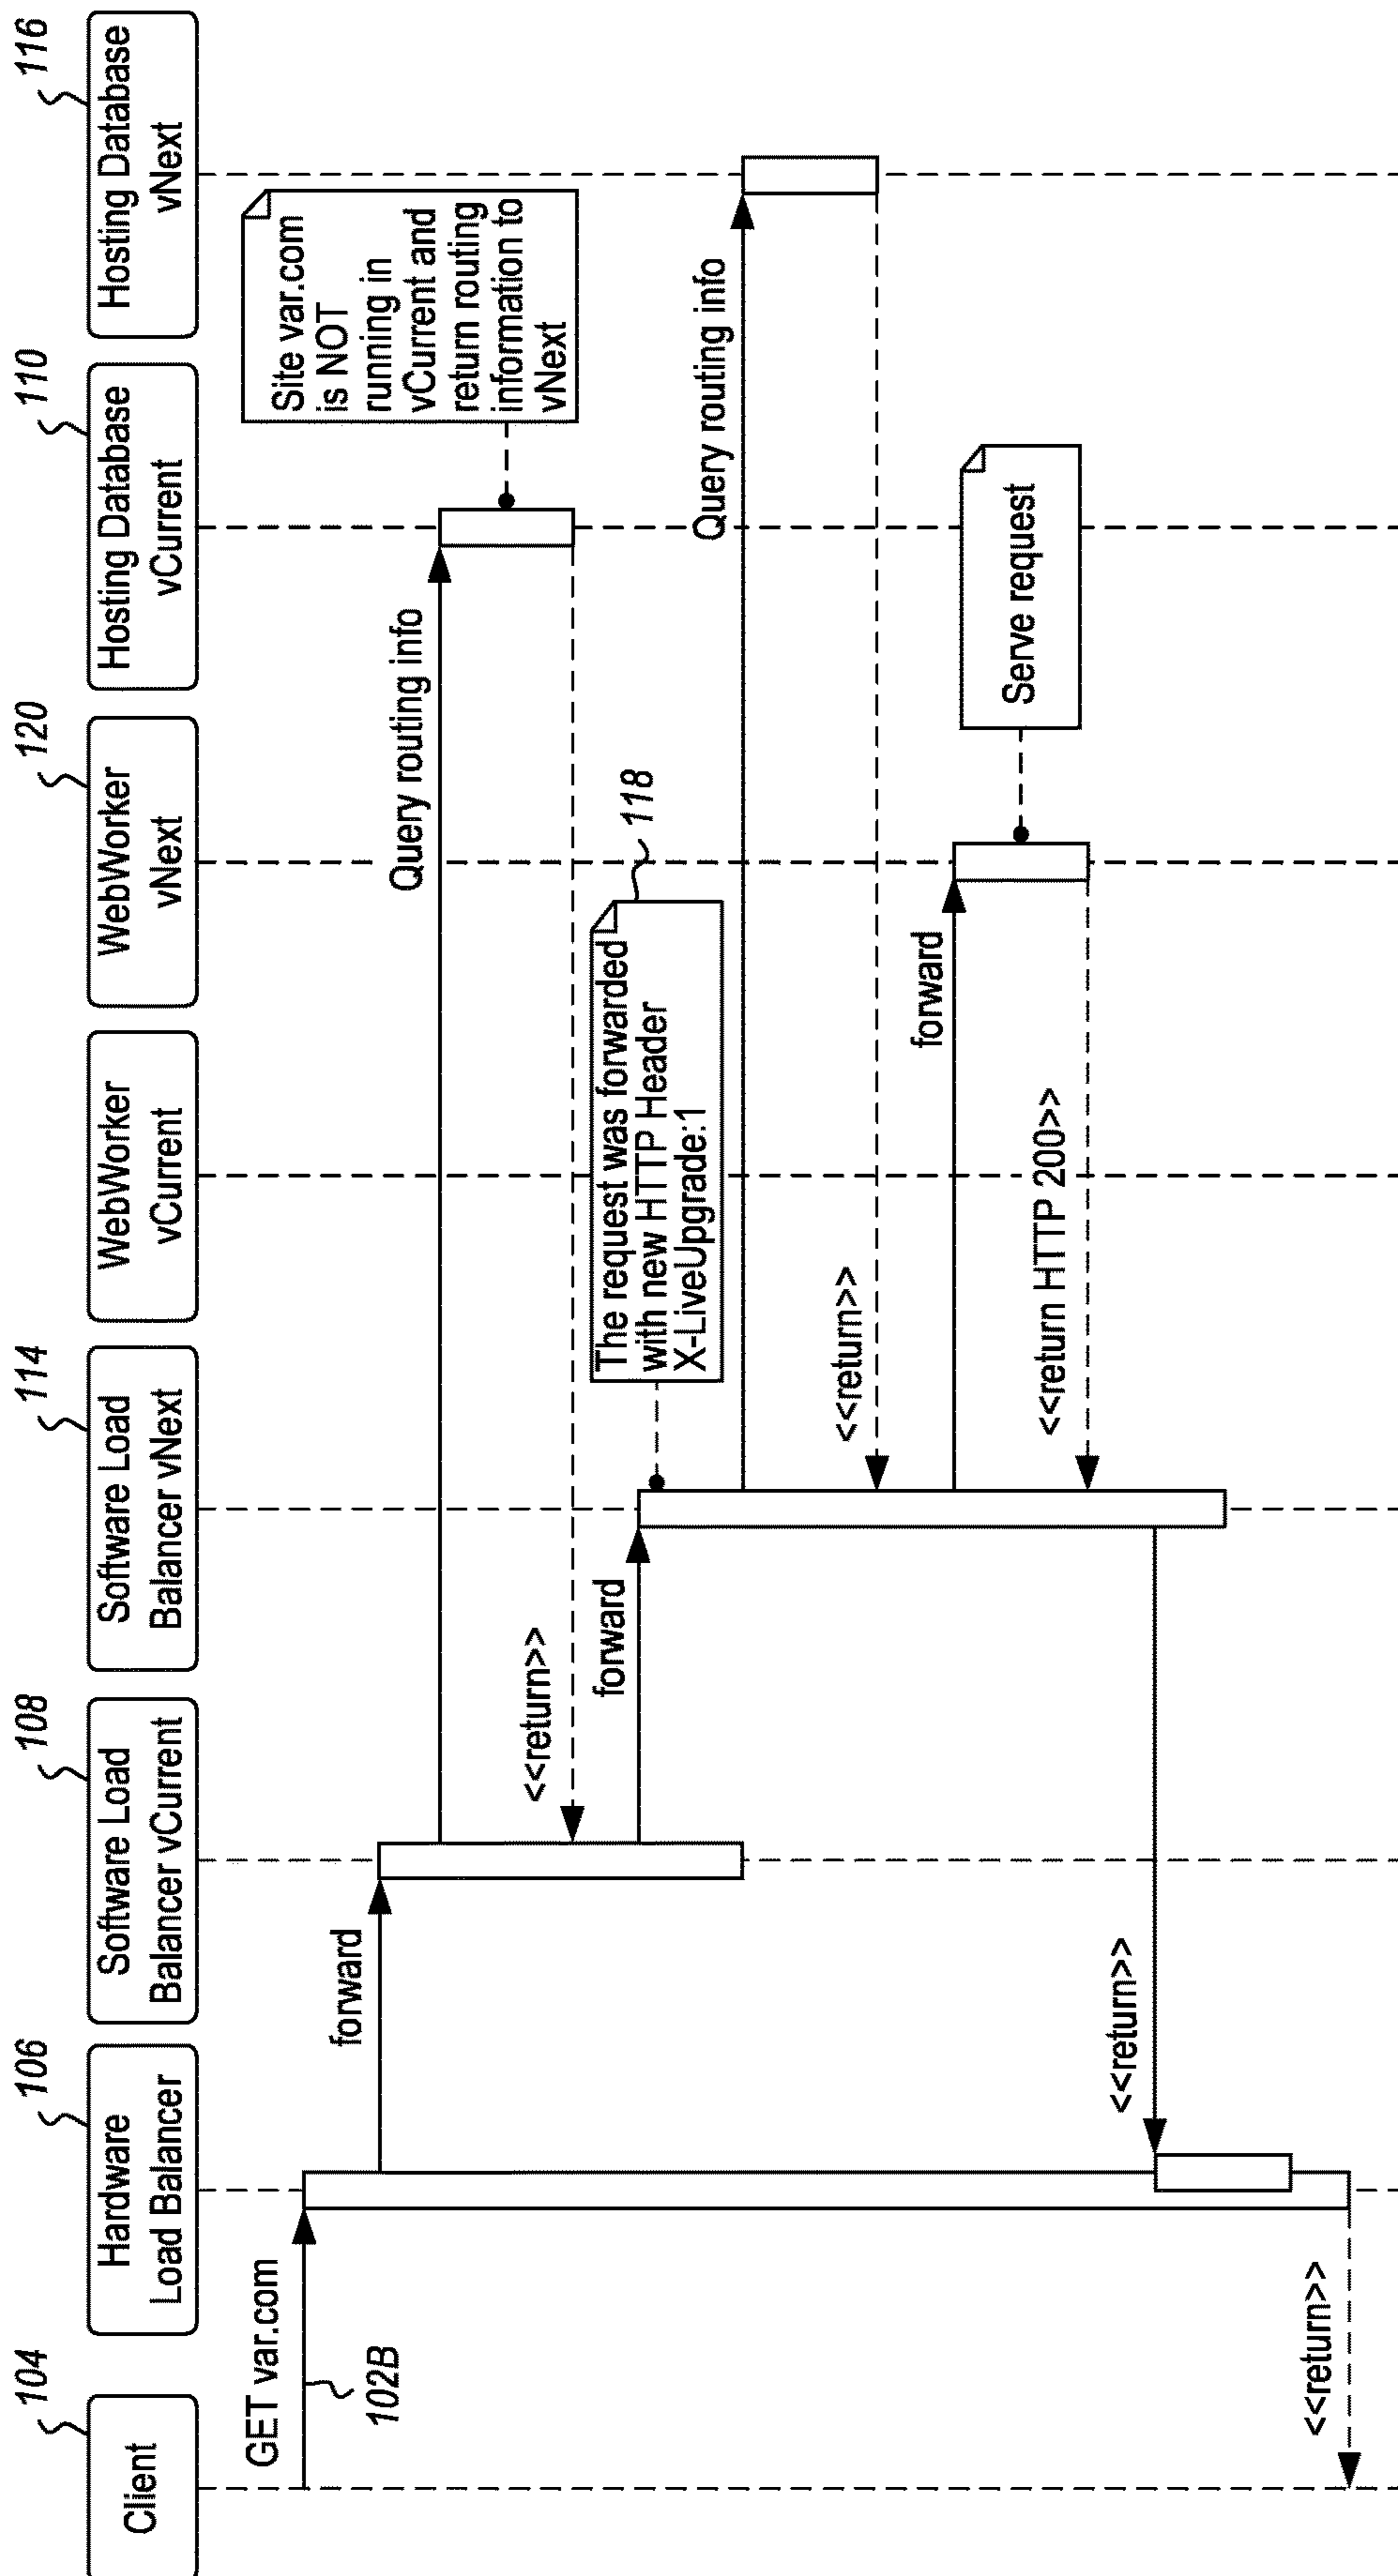 104
Client
106
Hardware
Load Balancer
108
Software Load
Balancer vCurrent
114
Software Load
Balancer vNext
WebWorker
vCurrent
120
WebWorker
vNext
110
Hosting Database
vCurrent
116
Hosting Database
vNext
GET var.com
102B
forward
Query routing info
Site var.com
is NOT
running in
vCurrent and
return routing
information to
vNext
<<return>>
forward
The request was forwarded
with new HTTP Header
X-LiveUpgrade:1
118
Query routing info
<<return>>
forward
Serve request
<<return HTTP 200>>
<<return>>
<<return>>